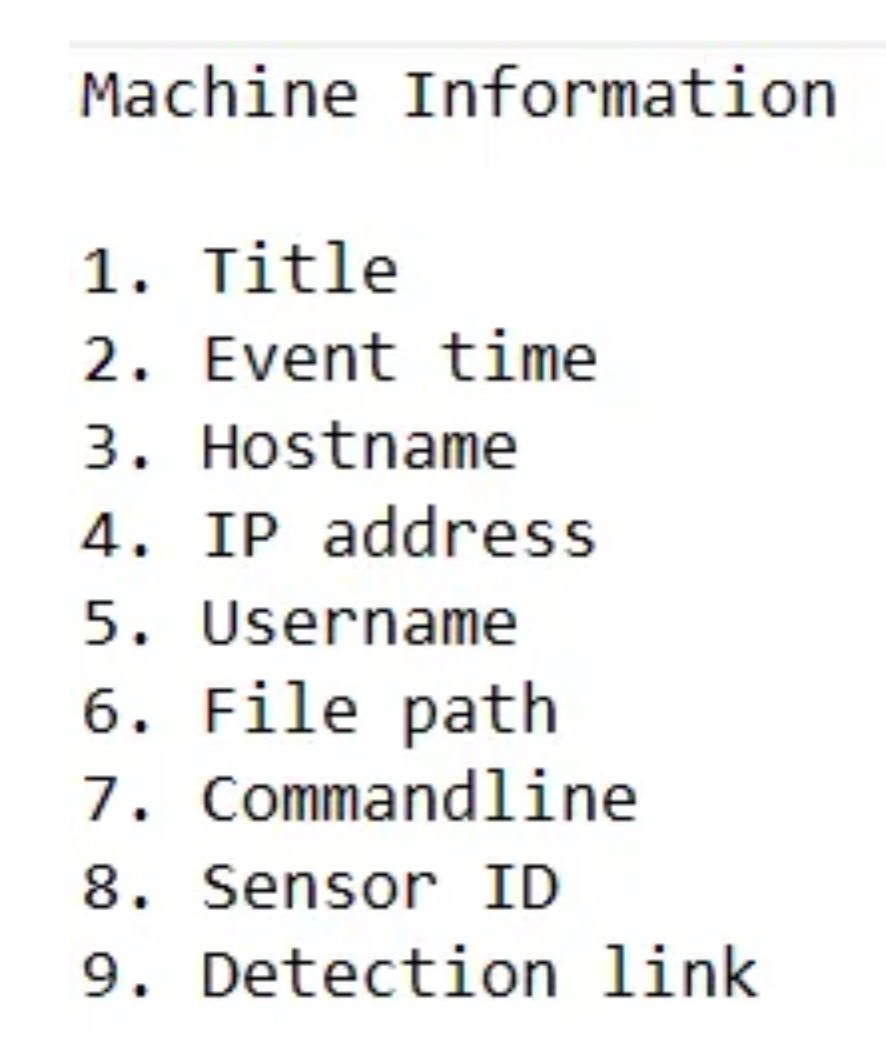 Machine Information
1. Title
2. Event time
3. Hostname
4. IP address
5. Username
6. File path
7. Commandline
8. Sensor ID
9. Detection link